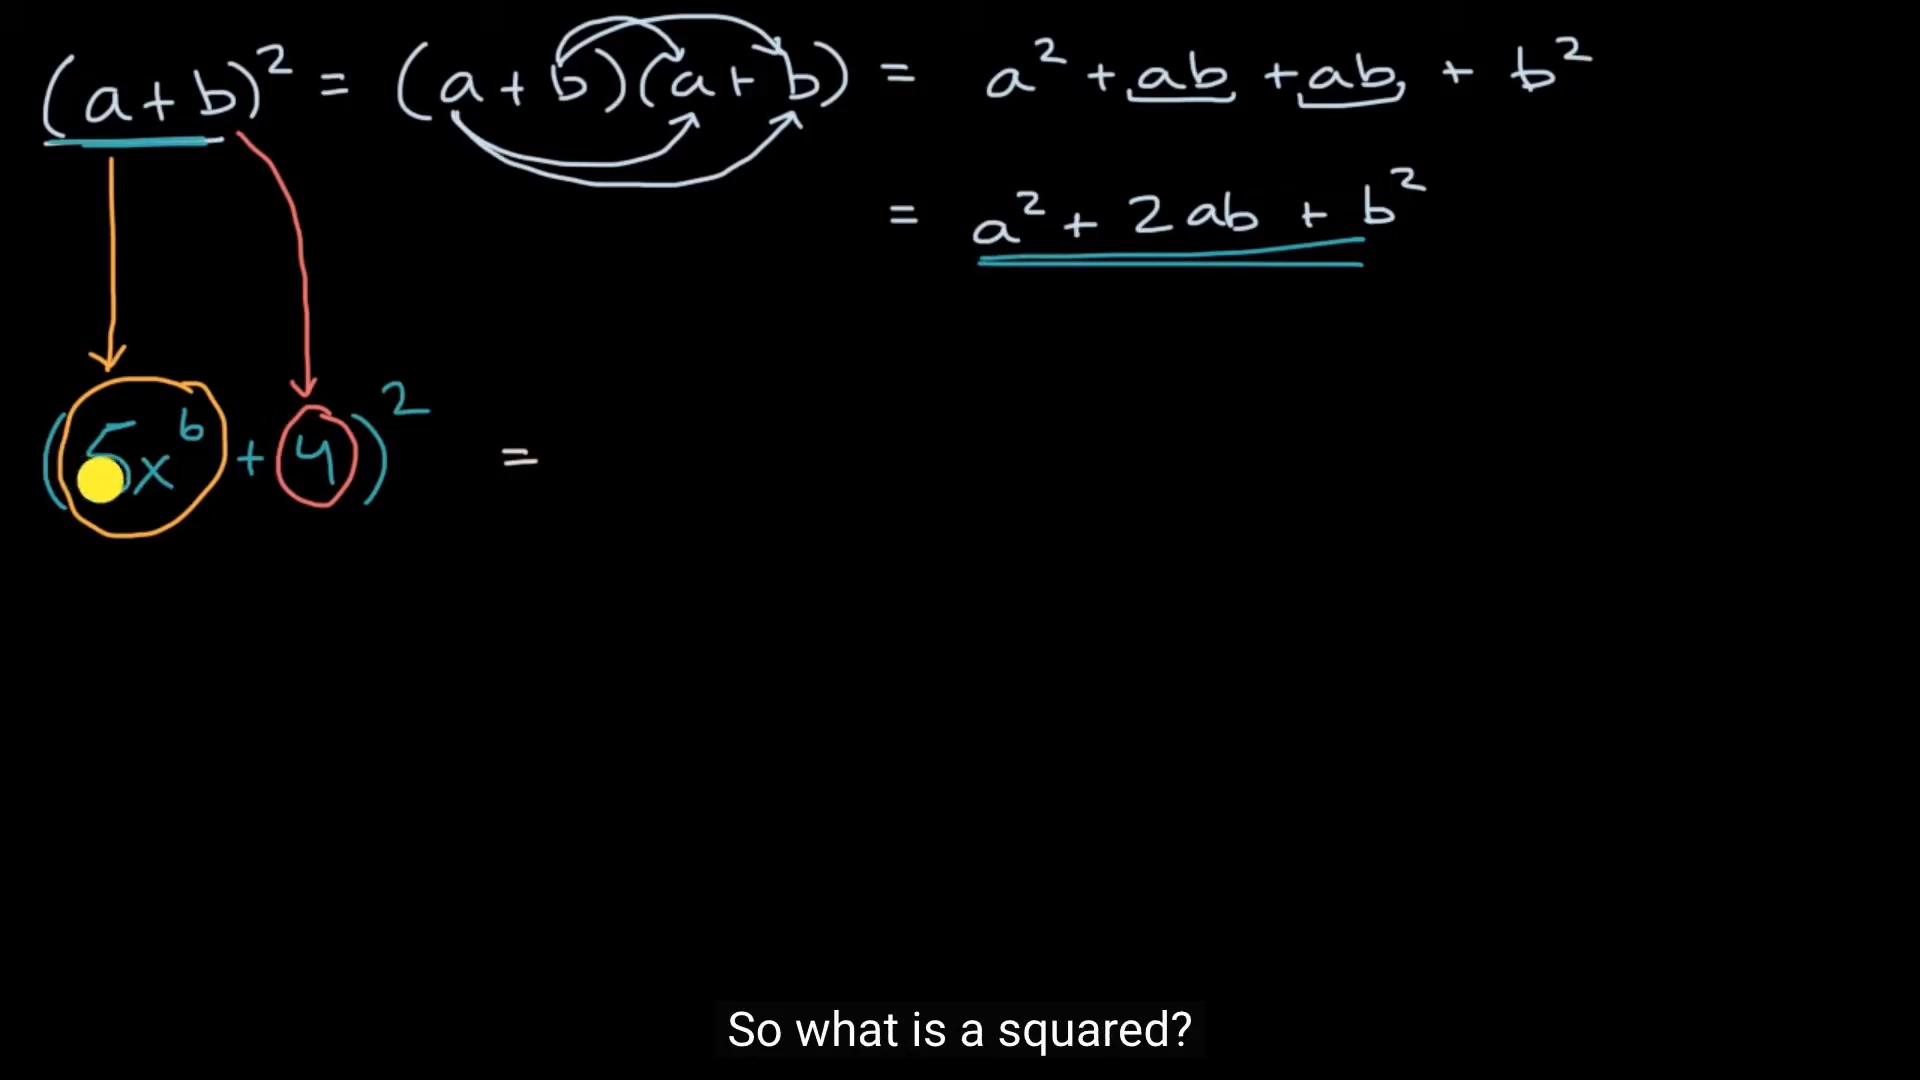 (a+b)² = (a+b)(a+b) = a² + ab + ab + b²
= a² + 2ab + b²
(5x⁶ + 4)² =
So what is a squared?